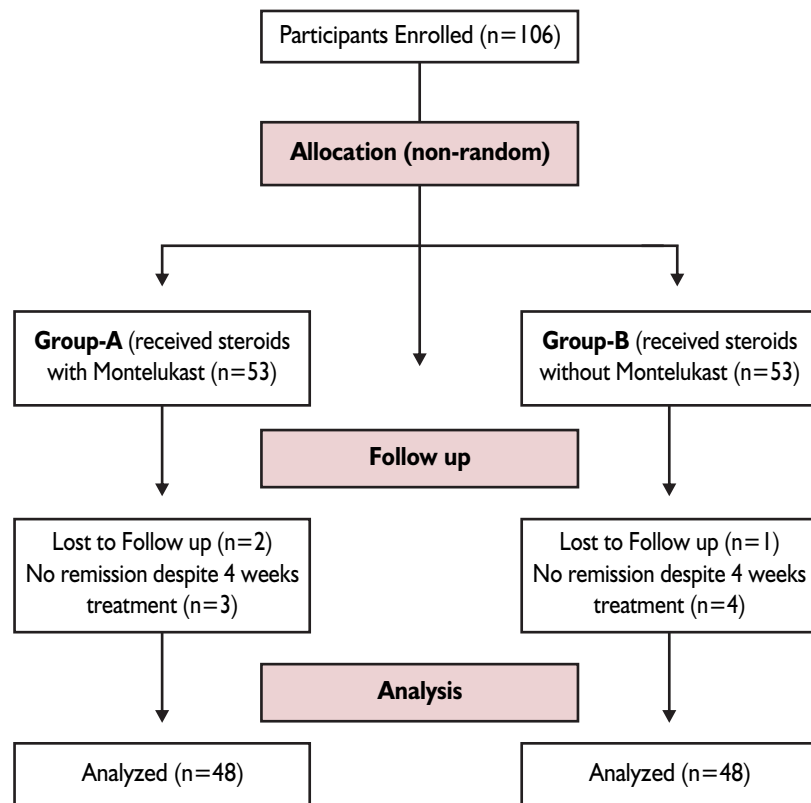 Participants Enrolled (n=106)
Allocation (non-random)
Group-A (received steroids
with Montelukast (n=53)
Group-B (received steroids
without Montelukast (n=53)
Follow up
Lost to Follow up (n=2)
No remission despite 4 weeks
treatment (n=3)
Lost to Follow up (n=1)
No remission despite 4 weeks
treatment (n=4)
Analysis
Analyzed (n=48)
Analyzed (n=48)